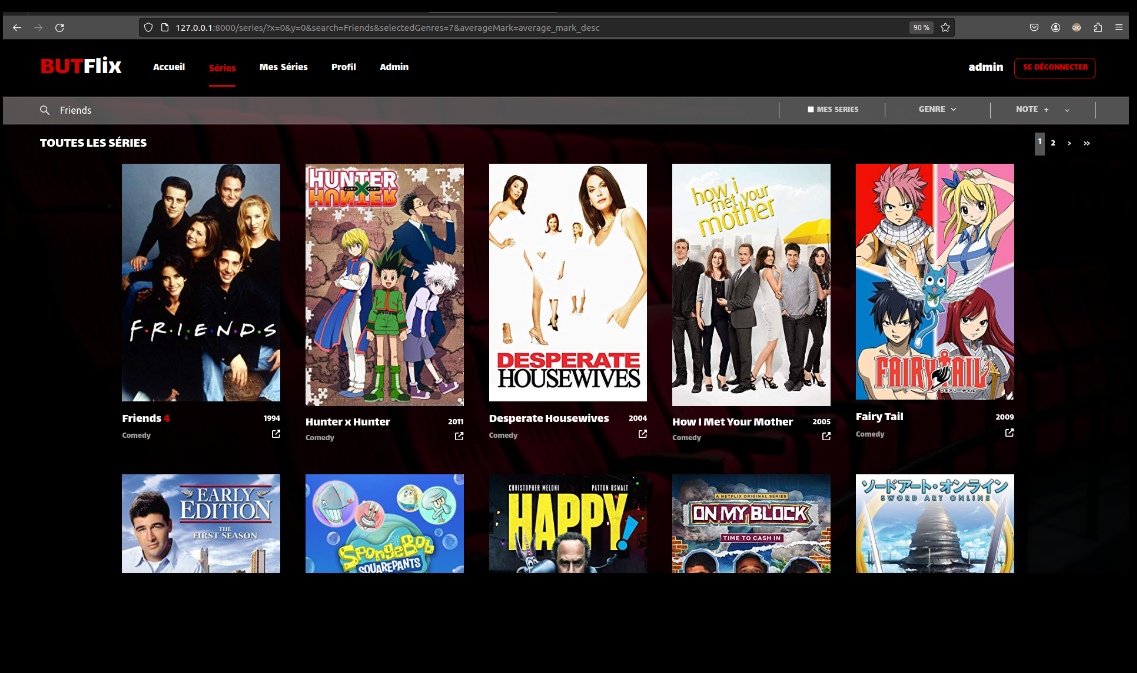 127.0.0.1:8000/series/?x=0&y=0&search=Friends&selectedGenres=7&averageMark=average_mark_desc
90 %
BUTFlix
Accueil
Séries
Mes Séries
Profil
Admin
admin
SE DÉCONNECTER
Friends
MES SERIES
GENRE
NOTE +
TOUTES LES SÉRIES
1 2 > >>
F·R·I·E·N·D·S
HUNTER
HUNTER
DESPERATE
HOUSEWIVES
how i
met your
mother
FAIRY TAIL
Friends 4
1994
Comedy
Hunter x Hunter
2011
Comedy
Desperate Housewives
2004
Comedy
How I Met Your Mother
2005
Comedy
Fairy Tail
2009
Comedy
EARLY
EDITION
THE
FIRST SEASON
SPONGEBOB
SQUAREPANTS
CHRISTOPHER MELONI
PATTON OSWALT
HAPPY!
A NETFLIX ORIGINAL SERIES
ON MY BLOCK
TIME TO CASH IN
ソードアート・オンライン
SWORD ART ONLINE